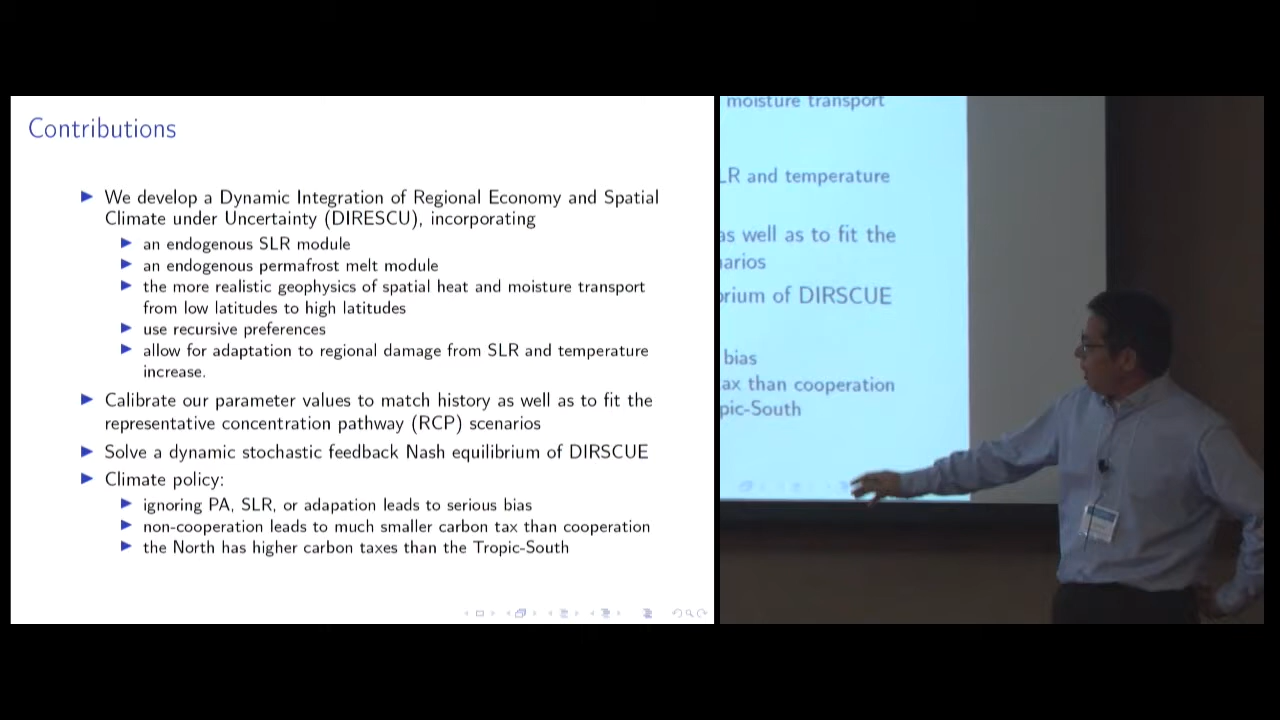 Contributions
We develop a Dynamic Integration of Regional Economy and Spatial
Climate under Uncertainty (DIRESCU), incorporating
an endogenous SLR module
an endogenous permafrost melt module
the more realistic geophysics of spatial heat and moisture transport
from low latitudes to high latitudes
use recursive preferences
allow for adaptation to regional damage from SLR and temperature
increase.
Calibrate our parameter values to match history as well as to fit the
representative concentration pathway (RCP) scenarios
Solve a dynamic stochastic feedback Nash equilibrium of DIRSCUE
Climate policy:
ignoring PA, SLR, or adapation leads to serious bias
non-cooperation leads to much smaller carbon tax than cooperation
the North has higher carbon taxes than the Tropic-South
moisture transport
LR and temperature
as well as to fit the
arios
brium of DIRSCUE
bias
ax than cooperation
pic-South